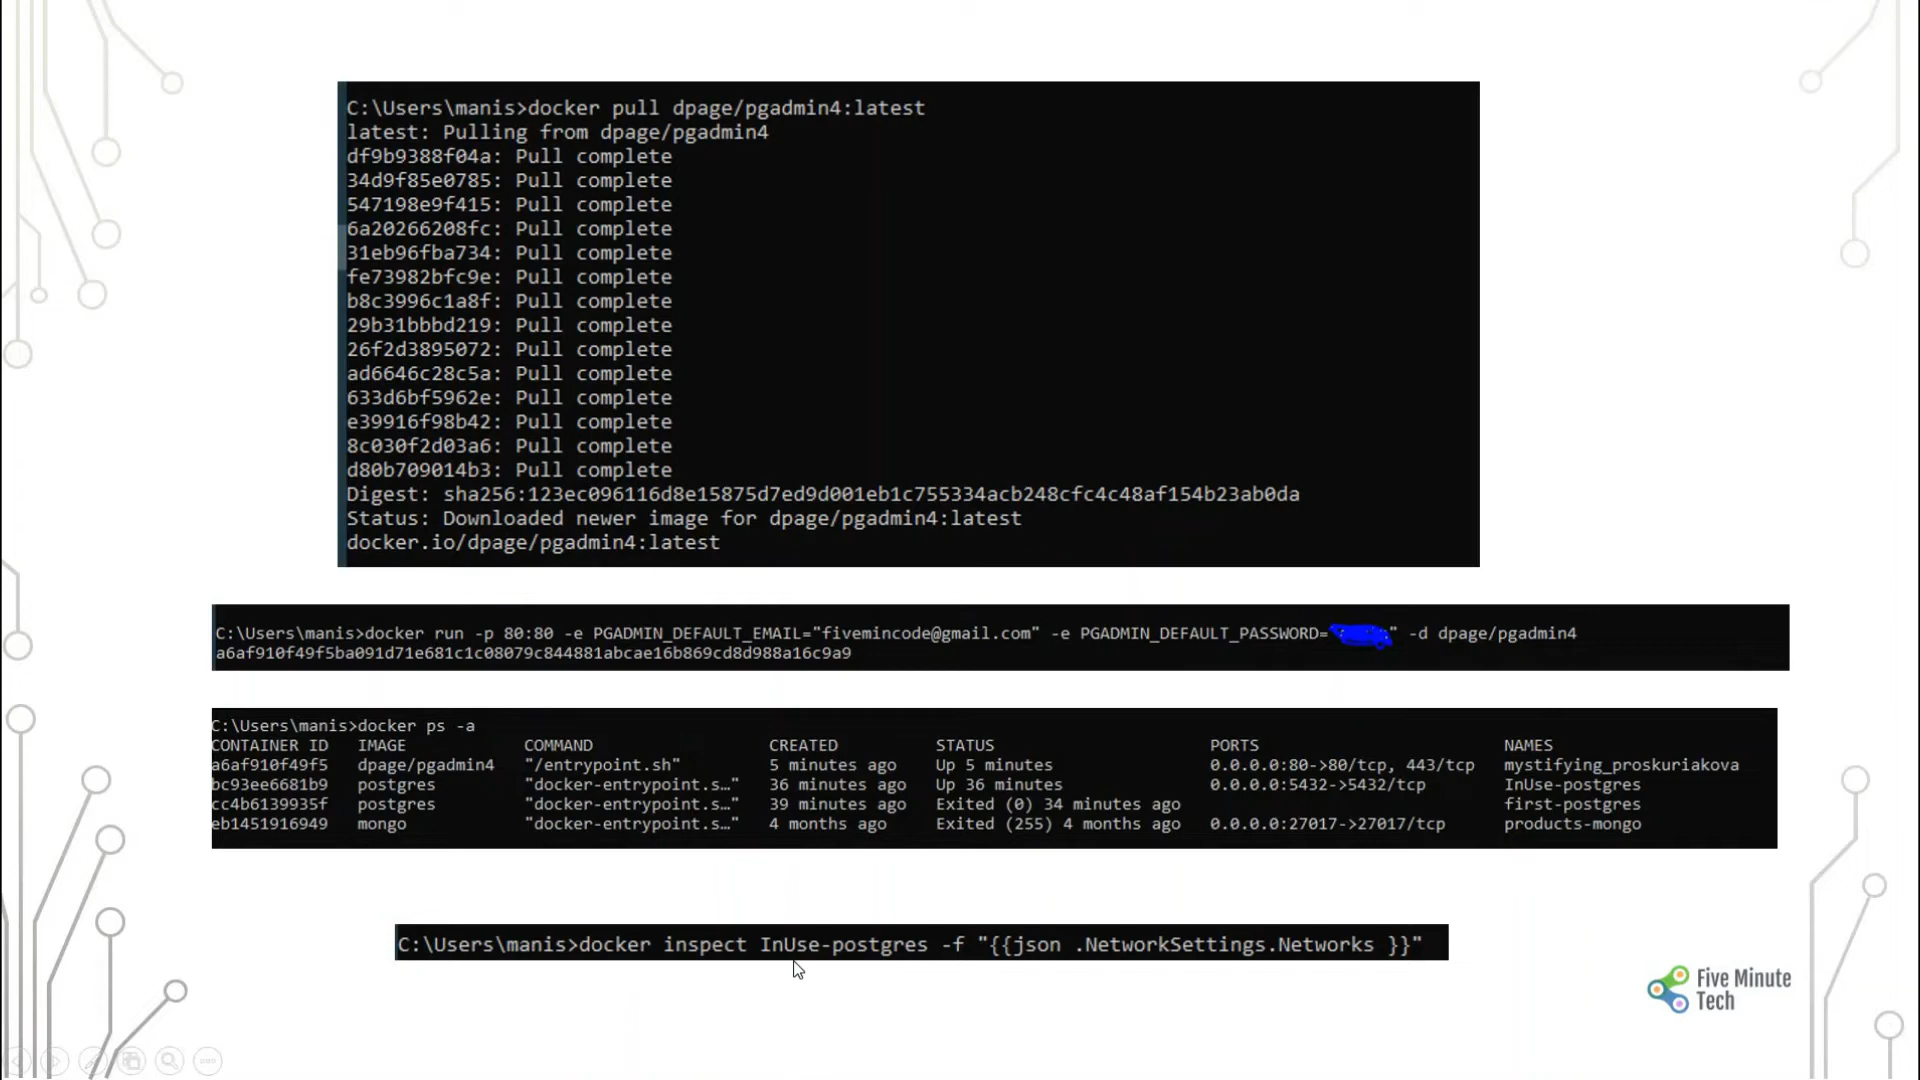 C:\Users\manis>docker pull dpage/pgadmin4:latest
latest: Pulling from dpage/pgadmin4
df9b9388f04a: Pull complete
34d9f85e0785: Pull complete
547198e9f415: Pull complete
6a20266208fc: Pull complete
31eb96fba734: Pull complete
fe73982bfc9e: Pull complete
b8c3996c1a8f: Pull complete
29b31bbbd219: Pull complete
26f2d3895072: Pull complete
ad6646c28c5a: Pull complete
633d6bf5962e: Pull complete
e39916f98b42: Pull complete
8c030f2d03a6: Pull complete
d80b709014b3: Pull complete
Digest: sha256:123ec096116d8e15875d7ed9d001eb1c755334acb248cfc4c48af154b23ab0da
Status: Downloaded newer image for dpage/pgadmin4:latest
docker.io/dpage/pgadmin4:latest
C:\Users\manis>docker run -p 80:80 -e PGADMIN_DEFAULT_EMAIL="fivemincode@gmail.com" -e PGADMIN_DEFAULT_PASSWORD= " -d dpage/pgadmin4
a6af910f49f5ba091d71e681c1c08079c844881abcae16b869cd8d988a16c9a9
C:\Users\manis>docker ps -a
CONTAINER ID IMAGE COMMAND CREATED STATUS PORTS NAMES
a6af910f49f5 dpage/pgadmin4 "/entrypoint.sh" 5 minutes ago Up 5 minutes 0.0.0.0:80->80/tcp, 443/tcp mystifying_proskuriakova
bc93ee6681b9 postgres "docker-entrypoint.s…" 36 minutes ago Up 36 minutes 0.0.0.0:5432->5432/tcp InUse-postgres
cc4b6139935f postgres "docker-entrypoint.s…" 39 minutes ago Exited (0) 34 minutes ago first-postgres
eb1451916949 mongo "docker-entrypoint.s…" 4 months ago Exited (255) 4 months ago 0.0.0.0:27017->27017/tcp products-mongo
C:\Users\manis>docker inspect InUse-postgres -f "{{json .NetworkSettings.Networks }}"
Five Minute
Tech